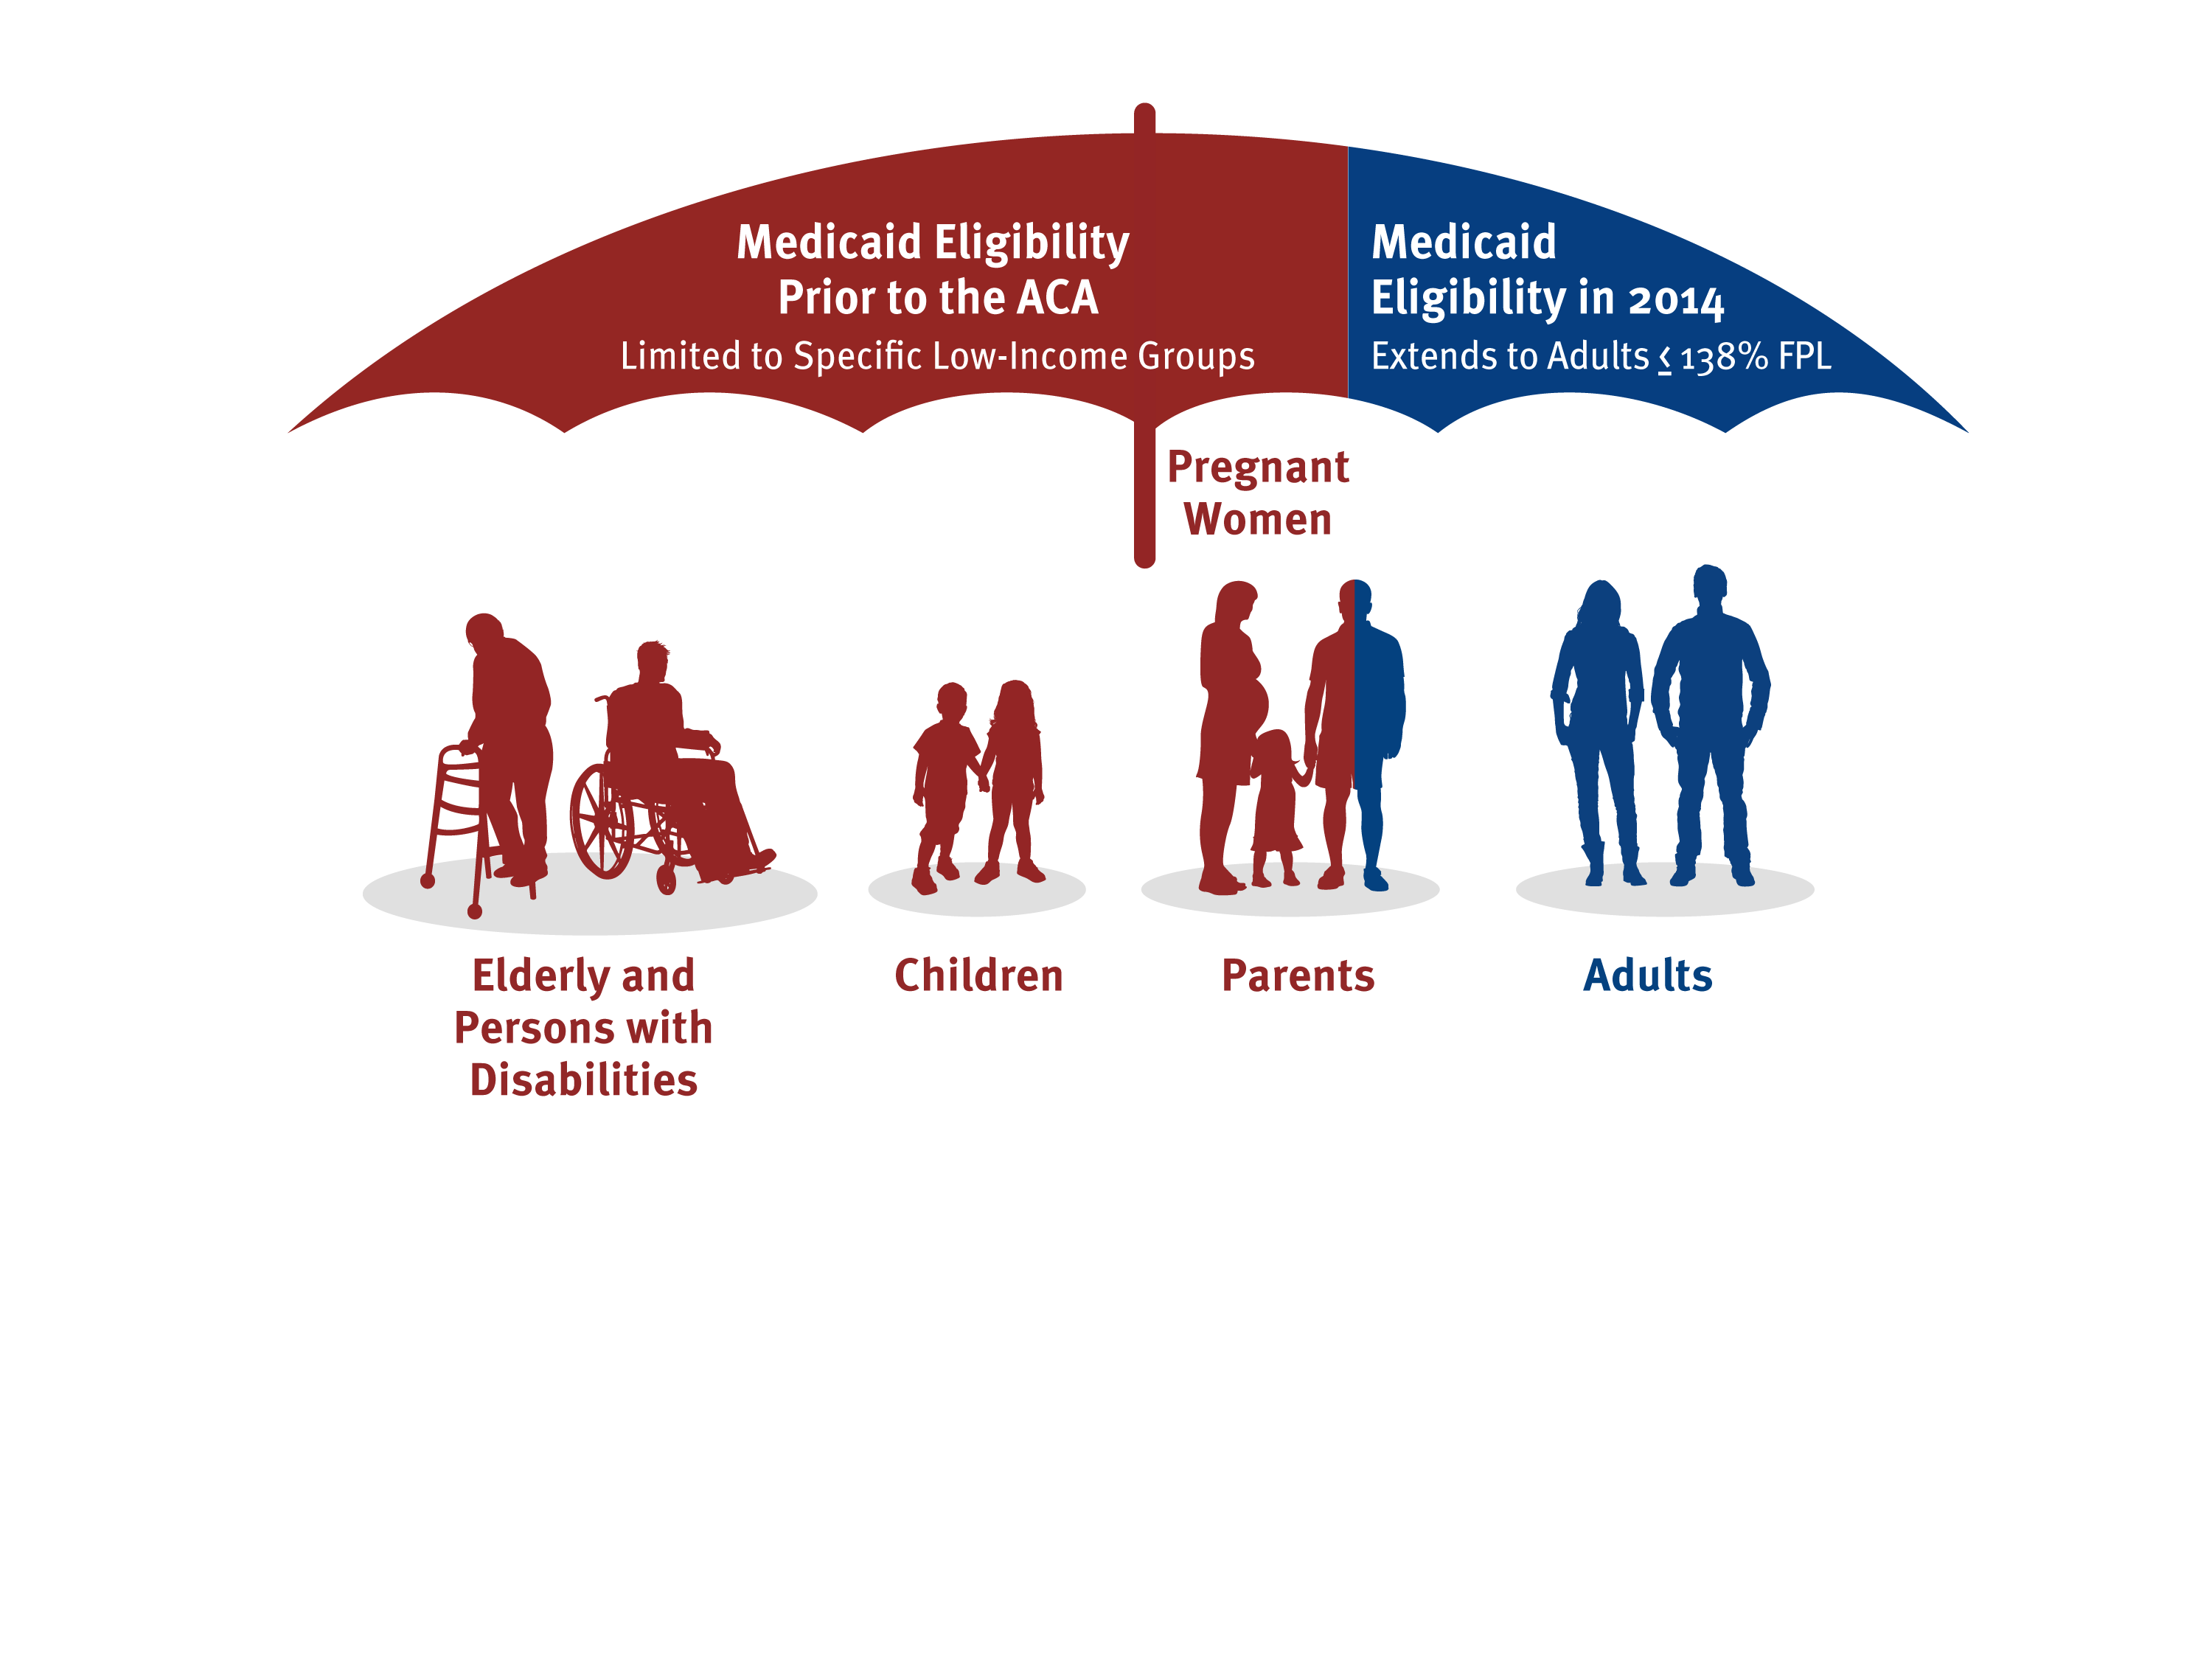 Medicaid Eligibility
Prior to the ACA
Limited to Specific Low-Income Groups
Medicaid
Eligibility in 2014
Extends to Adults ≤ 138% FPL
Pregnant
Women
Elderly and
Persons with
Disabilities
Children
Parents
Adults